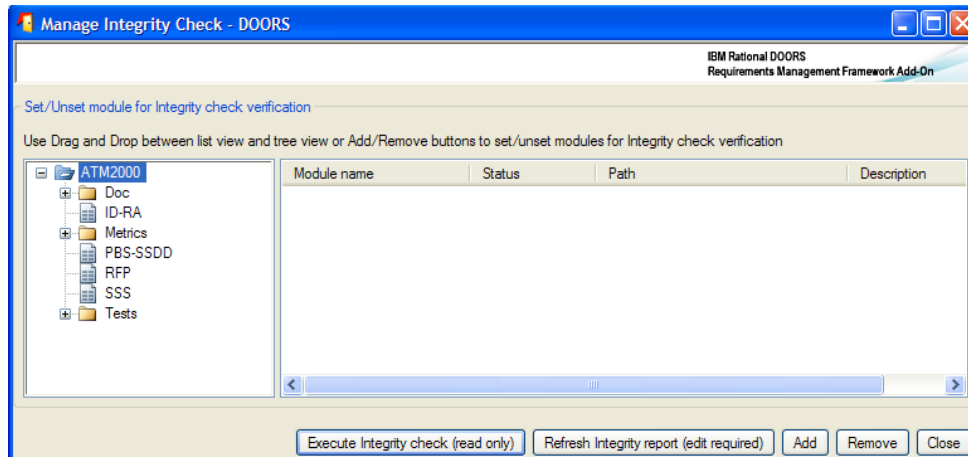 Manage Integrity Check - DOORS
IBM Rational DOORS
Requirements Management Framework Add-On
Set/Unset module for Integrity check verification
Use Drag and Drop between list view and tree view or Add/Remove buttons to set/unset modules for Integrity check verification
ATM2000
Doc
ID-RA
Metrics
PBS-SSDD
RFP
SSS
Tests
Module name Status Path Description
Execute Integrity check (read only) Refresh Integrity report (edit required) Add Remove Close